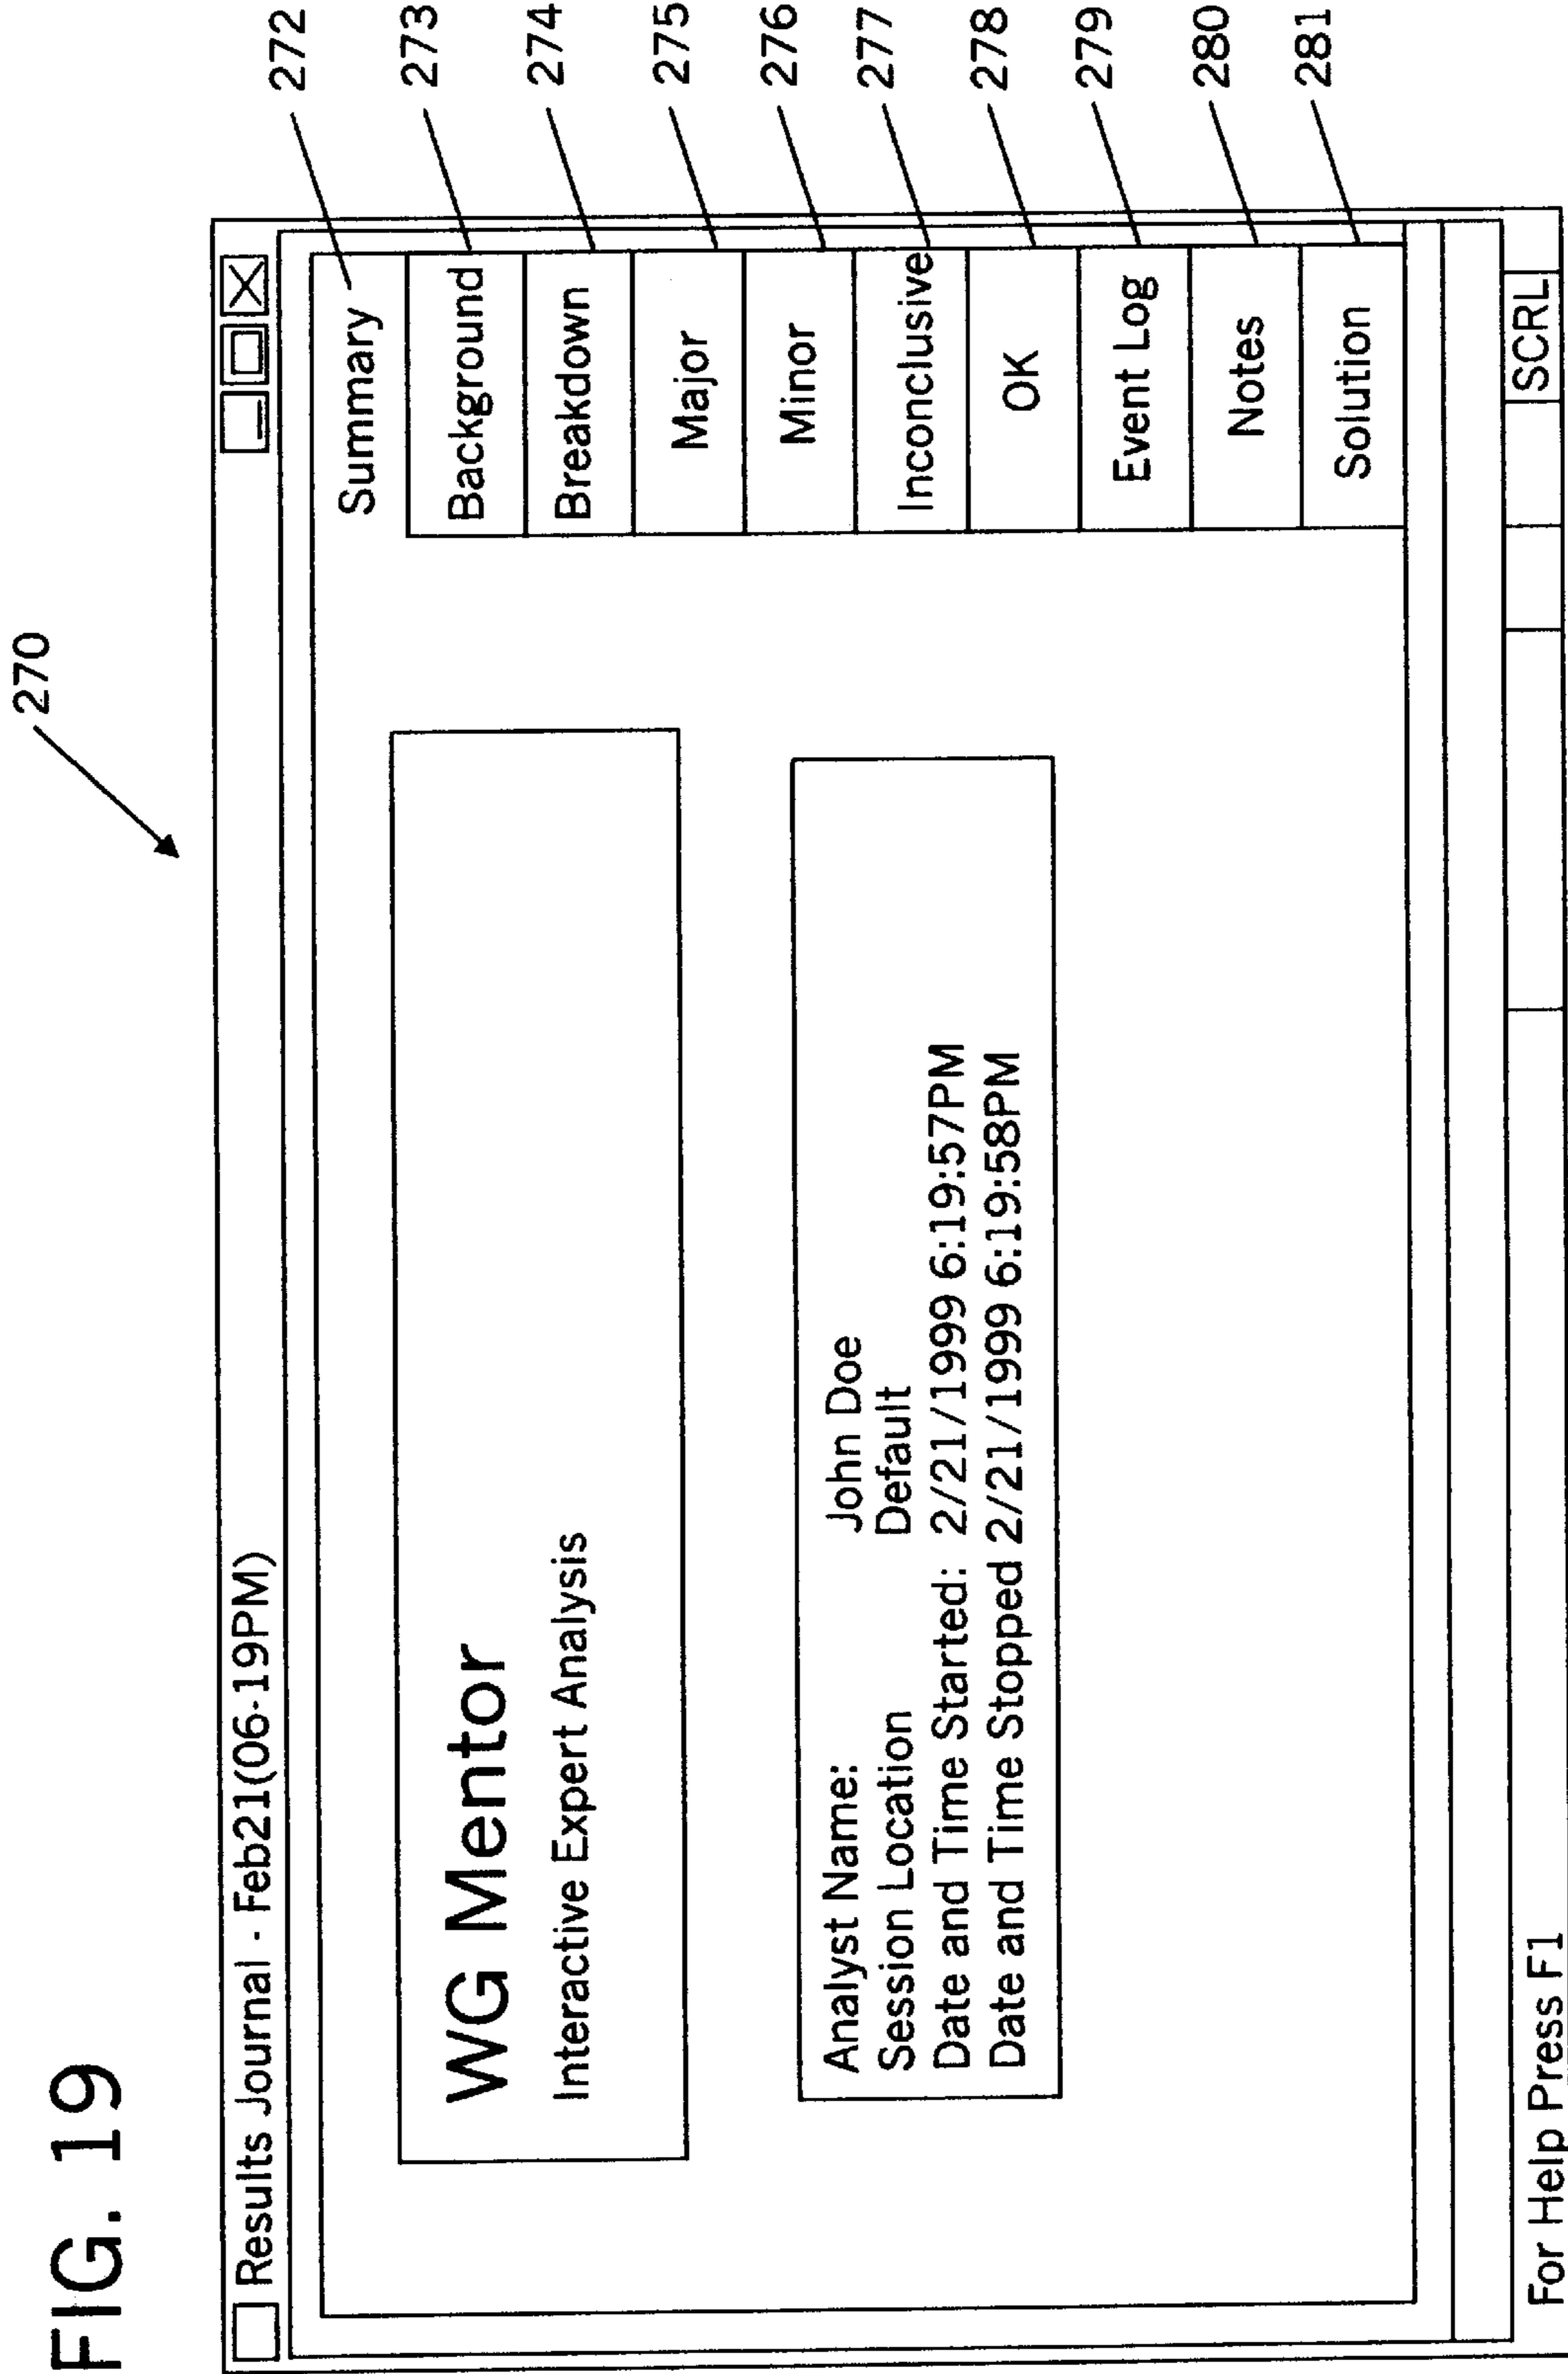 FIG. 19
270
Results Journal - Feb21(06-19PM)
WG Mentor
Interactive Expert Analysis
Analyst Name: John Doe
Session Location Default
Date and Time Started: 2/21/1999 6:19:57PM
Date and Time Stopped 2/21/1999 6:19:58PM
Summary 272
Background 273
Breakdown 274
Major 275
Minor 276
Inconclusive 277
OK 278
Event Log 279
Notes 280
Solution 281
For Help Press F1 SCRL